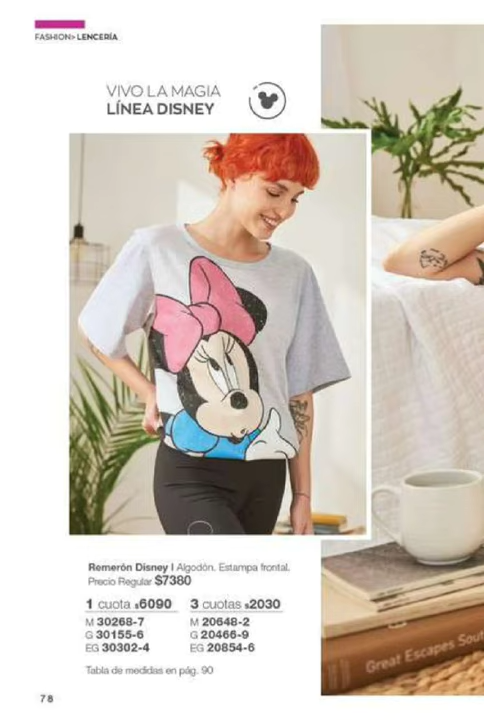 FASHION> LENCERÍA
VIVO LA MAGIA
LÍNEA DISNEY
Remerón Disney | Algodón. Estampa frontal.
Precio Regular $7380
1 cuota $6090
3 cuotas $2030
M 30268-7
G 30155-6
EG 30302-4
M 20648-2
G 20466-9
EG 20854-6
Tabla de medidas en pág. 90
Great Escapes Sout
78